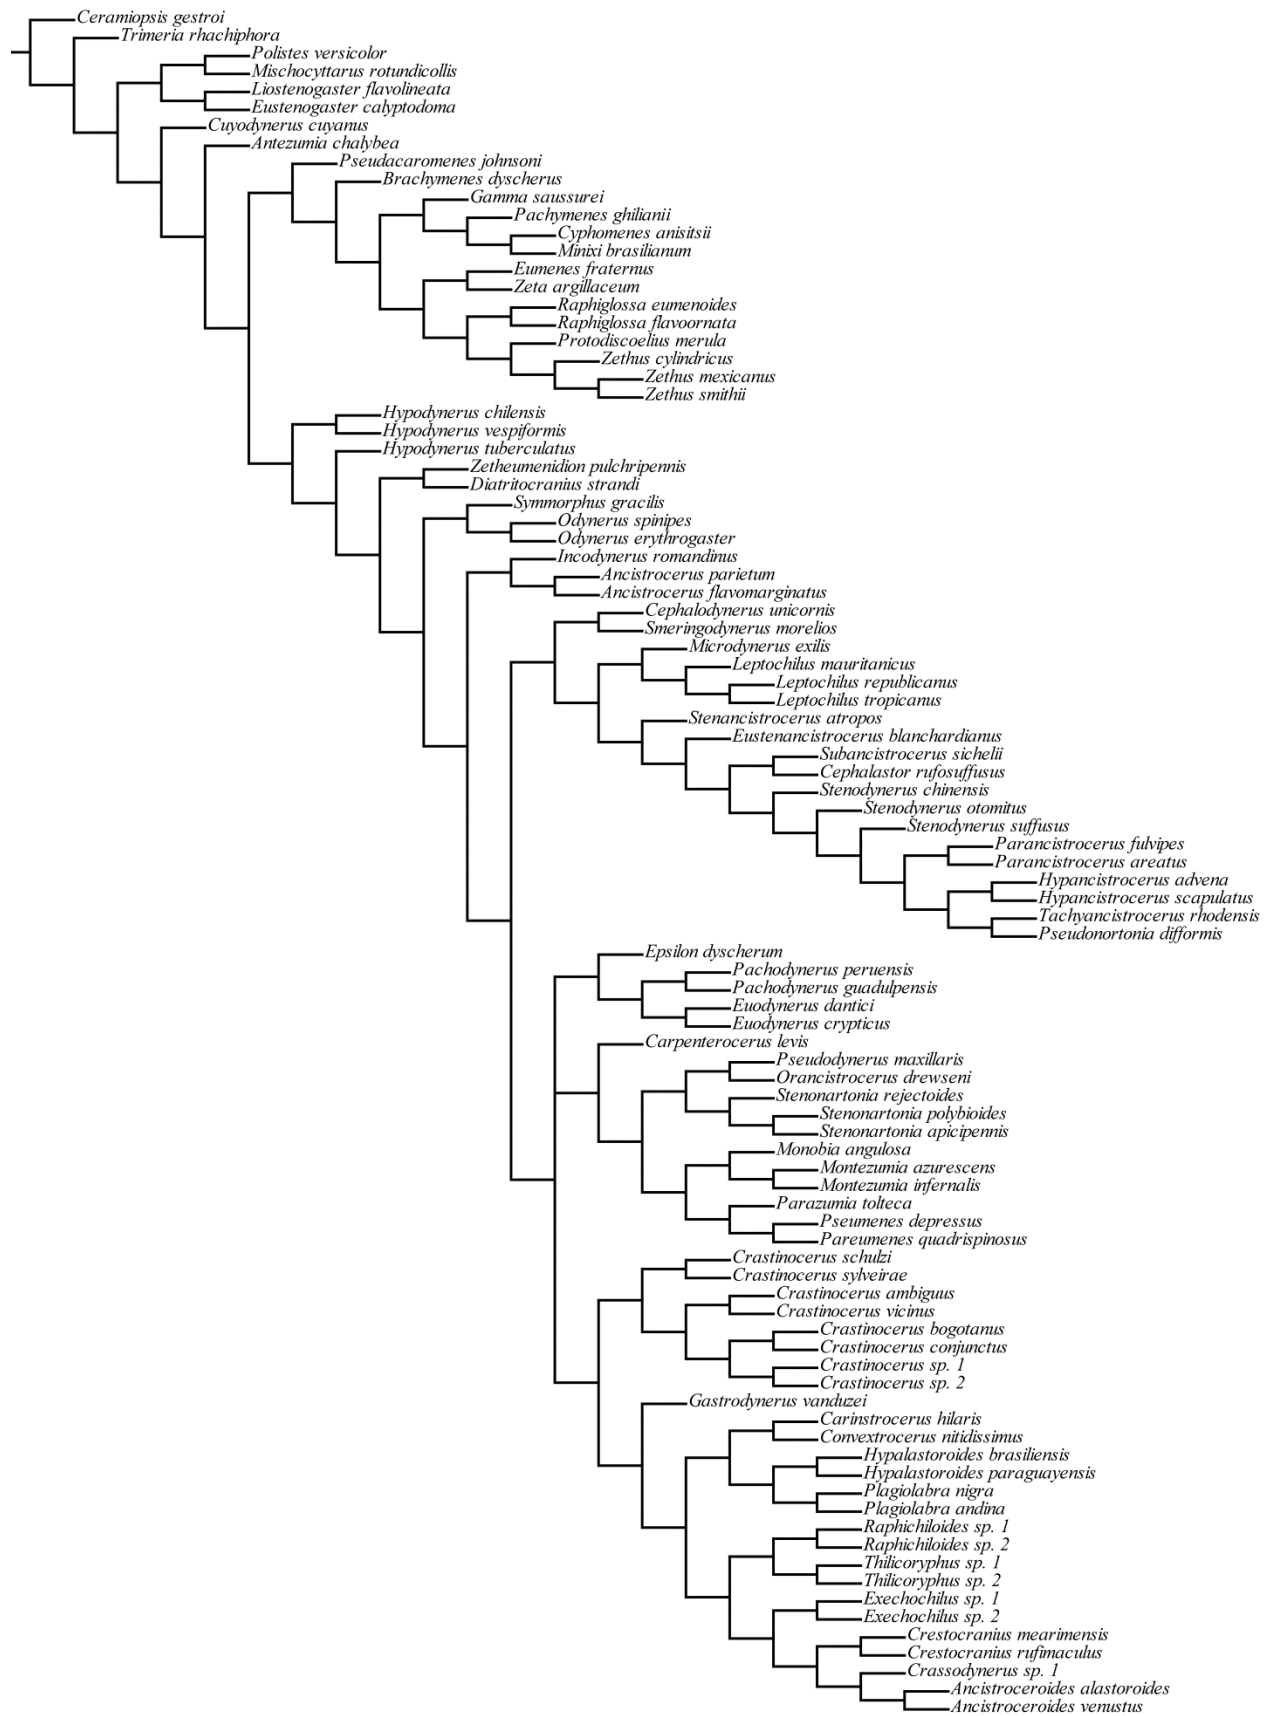 Ceramiopsis gestroi
Trimeria rhachiphora
Polistes versicolor
Mischocyttarus rotundicollis
Liostenogaster flavolineata
Eustenogaster calyptodoma
Cuyodynerus cuyanus
Antezumia chalybea
Pseudacaromenes johnsoni
Brachymenes dyscherus
Gamma saussurei
Pachymenes ghilianii
Cyphomenes anisitsii
Minixi brasilianum
Eumenes fraternus
Zeta argillaceum
Raphiglossa eumenoides
Raphiglossa flavoornata
Protodiscoelius merula
Zethus cylindricus
Zethus mexicanus
Zethus smithii
Hypodynerus chilensis
Hypodynerus vespiformis
Hypodynerus tuberculatus
Zetheumenidion pulchripennis
Diatritocranius strandi
Symmorphus gracilis
Odynerus spinipes
Odynerus erythrogaster
Incodynerus romandinus
Ancistrocerus parietum
Ancistrocerus flavomarginatus
Cephalodynerus unicornis
Smeringodynerus morelios
Microdynerus exilis
Leptochilus mauritanicus
Leptochilus republicanus
Leptochilus tropicanus
Stenancistrocerus atropos
Eustenancistrocerus blanchardianus
Subancistrocerus sichelii
Cephalastor rufosuffusus
Stenodynerus chinensis
Stenodynerus otomitus
Stenodynerus suffusus
Parancistrocerus fulvipes
Parancistrocerus areatus
Hypancistrocerus advena
Hypancistrocerus scapulatus
Tachyancistrocerus rhodensis
Pseudonortonia difformis
Epsilon dyscherum
Pachodynerus peruensis
Pachodynerus guadulpensis
Euodynerus dantici
Euodynerus crypticus
Carpenterocerus levis
Pseudodynerus maxillaris
Orancistrocerus drewseni
Stenonartonia rejectoides
Stenonartonia polybioides
Stenonartonia apicipennis
Monobia angulosa
Montezumia azurescens
Montezumia infernalis
Parazumia tolteca
Pseumenes depressus
Pareumenes quadrispinosus
Crastinocerus schulzi
Crastinocerus sylveirae
Crastinocerus ambiguus
Crastinocerus vicinus
Crastinocerus bogotanus
Crastinocerus conjunctus
Crastinocerus sp. 1
Crastinocerus sp. 2
Gastrodynerus vanduzei
Carinstrocerus hilaris
Convextrocerus nitidissimus
Hypalastoroides brasiliensis
Hypalastoroides paraguayensis
Plagiolabra nigra
Plagiolabra andina
Raphichiloides sp. 1
Raphichiloides sp. 2
Thilicoryphus sp. 1
Thilicoryphus sp. 2
Exechochilus sp. 1
Exechochilus sp. 2
Crestocranius mearimensis
Crestocranius rufimaculus
Crassodynerus sp. 1
Ancistroceroides alastoroides
Ancistroceroides venustus